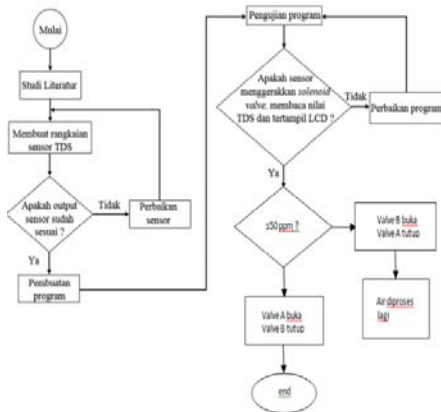 Mulai
Studi Literatur
Membuat rangkaian
sensor TDS
Apakah output
sensor sudah
sesuai ?
Tidak
Perbaikan
sensor
Ya
Pembuatan
program
Pengujian program
Apakah sensor
menggerakkan solenoid
valve, membaca nilai
TDS dan tertampil LCD ?
Tidak
Perbaikan program
Ya
≤50 ppm ?
Valve B buka
Valve A tutup
Air diproses
lagi
Valve A buka
Valve B tutup
end